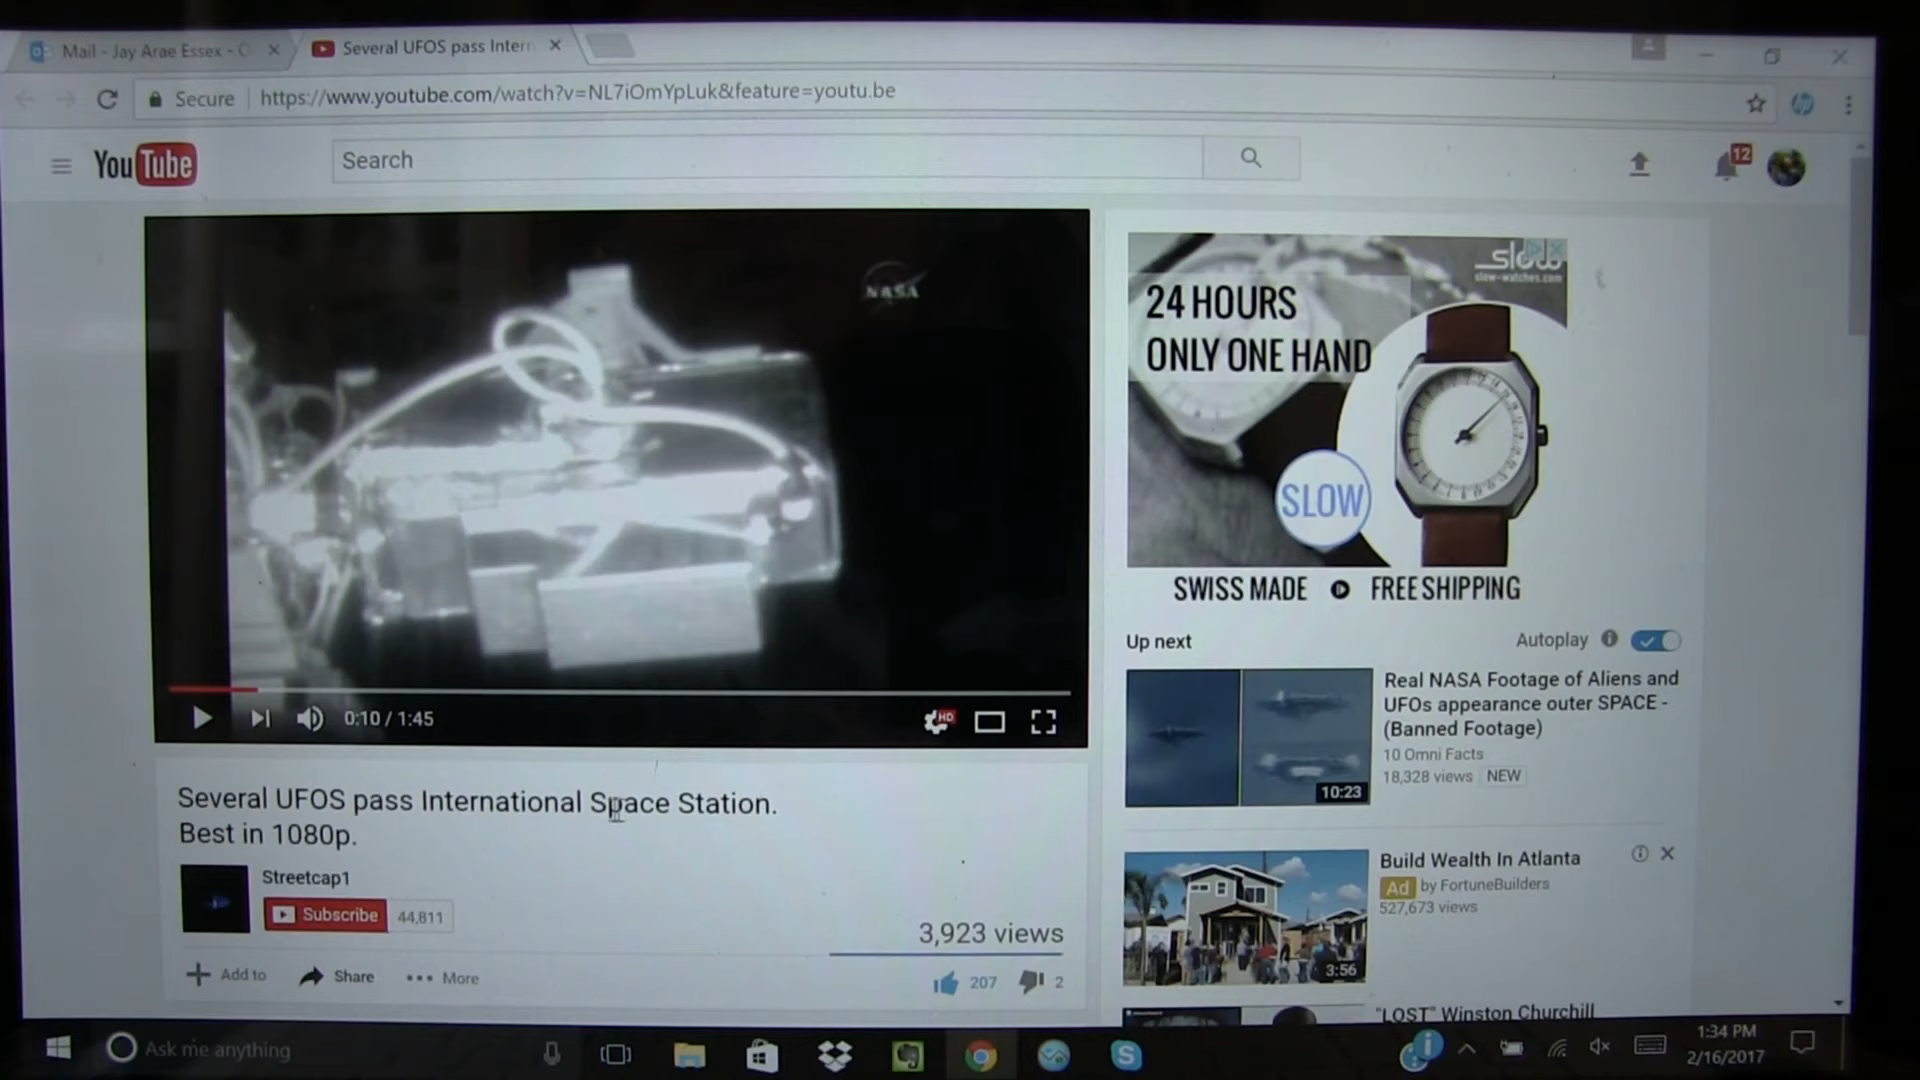 Mail - Jay Arae Essex - O
Several UFOS pass Intern
Secure
https://www.youtube.com/watch?v=NL7iOmYpLuk&feature=youtu.be
YouTube
Search
12
NASA
slow
slow-watches.com
24 HOURS
ONLY ONE HAND
SLOW
SWISS MADE FREE SHIPPING
0:10 / 1:45
HD
Up next
Autoplay
Real NASA Footage of Aliens and
UFOs appearance outer SPACE -
(Banned Footage)
10 Omni Facts
18,328 views NEW
10:23
Several UFOS pass International Space Station.
Best in 1080p.
Streetcap1
Subscribe 44,811
3,923 views
Add to
Share
More
207
2
Build Wealth In Atlanta
Ad by FortuneBuilders
527,673 views
3:56
"LOST" Winston Churchill
Ask me anything
1:34 PM
2/16/2017